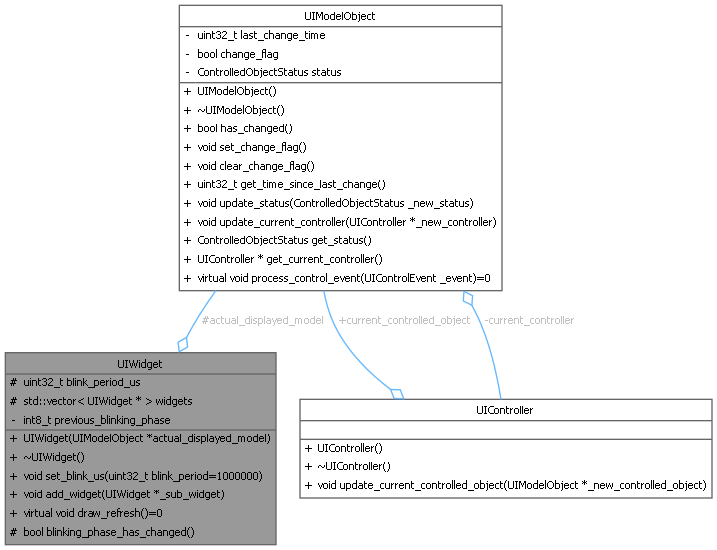 UIModelObject
- uint32_t last_change_time
- bool change_flag
- ControlledObjectStatus status
+ UIModelObject()
+ ~UIModelObject()
+ bool has_changed()
+ void set_change_flag()
+ void clear_change_flag()
+ uint32_t get_time_since_last_change()
+ void update_status(ControlledObjectStatus _new_status)
+ void update_current_controller(UIController *_new_controller)
+ ControlledObjectStatus get_status()
+ UIController * get_current_controller()
+ virtual void process_control_event(UIControlEvent _event)=0
#actual_displayed_model
+current_controlled_object
-current_controller
UIWidget
# uint32_t blink_period_us
# std::vector< UIWidget * > widgets
- int8_t previous_blinking_phase
+ UIWidget(UIModelObject *actual_displayed_model)
+ ~UIWidget()
+ void set_blink_us(uint32_t blink_period=1000000)
+ void add_widget(UIWidget *_sub_widget)
+ virtual void draw_refresh()=0
# bool blinking_phase_has_changed()
UIController
+ UIController()
+ ~UIController()
+ void update_current_controlled_object(UIModelObject *_new_controlled_object)